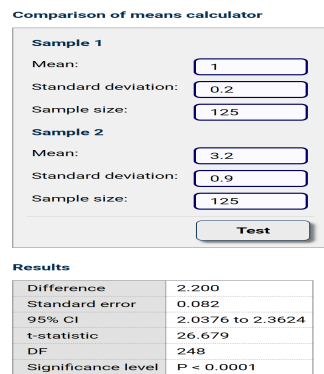 Comparison of means calculator
Sample 1
Mean: 1
Standard deviation: 0.2
Sample size: 125
Sample 2
Mean: 3.2
Standard deviation: 0.9
Sample size: 125
Test
Results
Difference 2.200
Standard error 0.082
95% CI 2.0376 to 2.3624
t-statistic 26.679
DF 248
Significance level P < 0.0001